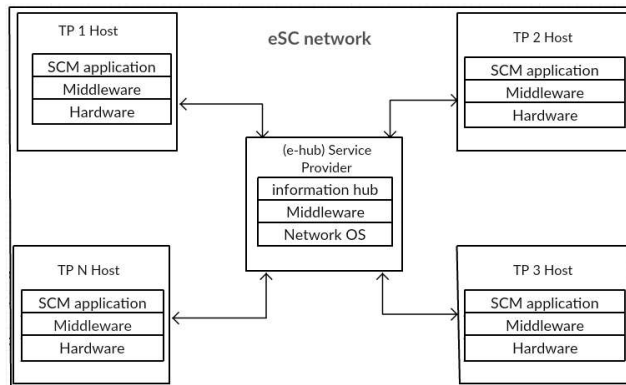 TP 1 Host
SCM application
Middleware
Hardware
eSC network
TP 2 Host
SCM application
Middleware
Hardware
(e-hub) Service
Provider
information hub
Middleware
Network OS
TP N Host
SCM application
Middleware
Hardware
TP 3 Host
SCM application
Middleware
Hardware